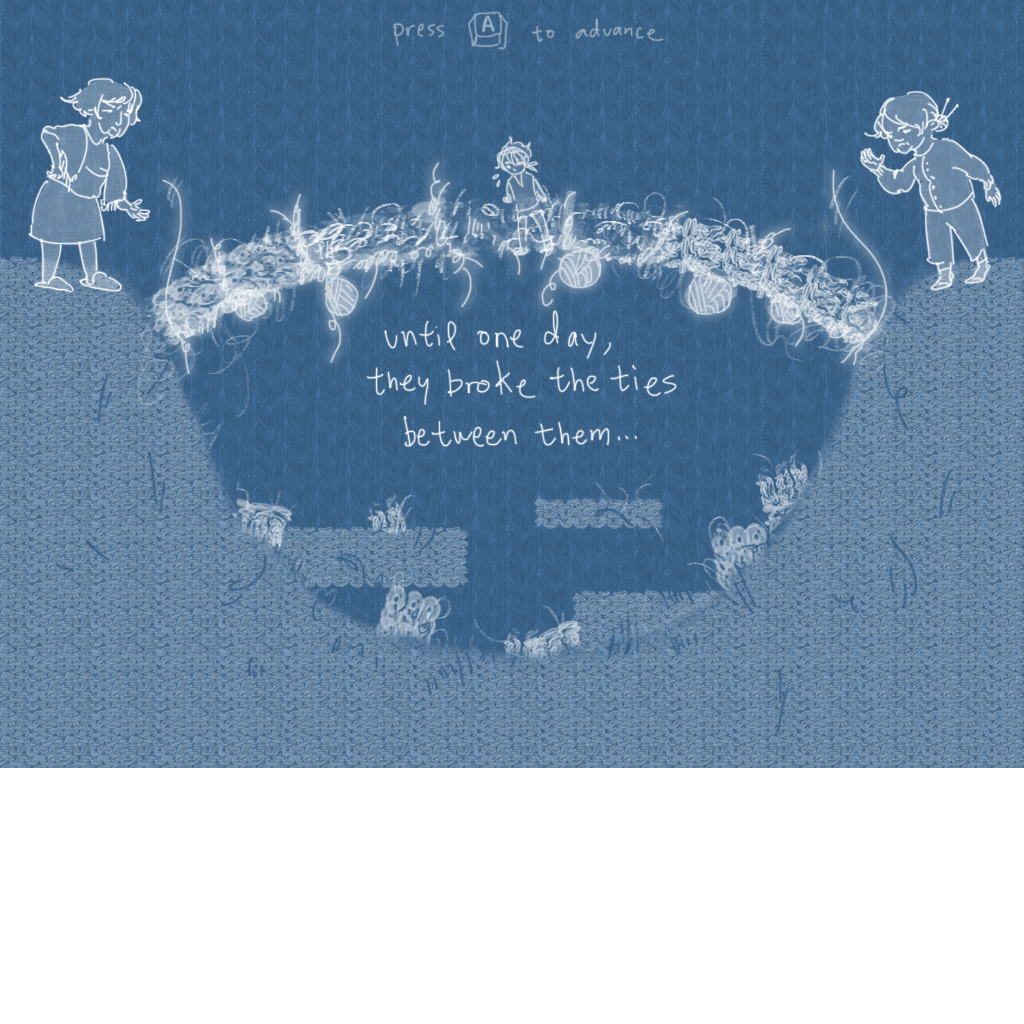 press A to advance
until one day,
they broke the ties
between them...